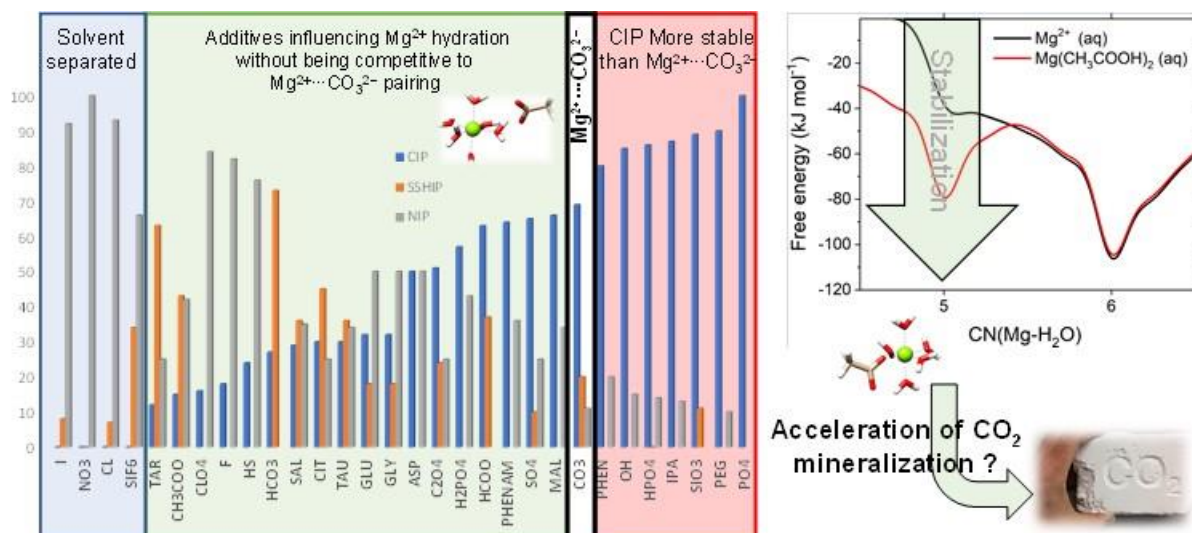 Solvent
separated
Additives influencing Mg²⁺ hydration
without being competitive to
Mg²⁺···CO₃²⁻ pairing
Mg²⁺···CO₃²⁻
CIP More stable
than Mg²⁺···CO₃²⁻
100
90
80
70
60
50
40
30
20
10
0
CIP
SSHIP
NIP
I
NO3
CL
SIF6
TAR
CH3COO
CLO4
F
HS
HCO3
SAL
CIT
TAU
GLU
GLY
ASP
C2O4
H2PO4
HCOO
PHENAM
SO4
MAL
CO3
PHEN
OH
HPO4
IPA
SIO3
PEG
PO4
Free energy (kJ mol⁻¹)
-20
-40
-60
-80
-100
-120
Mg²⁺ (aq)
Mg(CH₃COOH)₂ (aq)
Stabilization
5
6
CN(Mg-H₂O)
Acceleration of CO₂
mineralization ?
CO₂